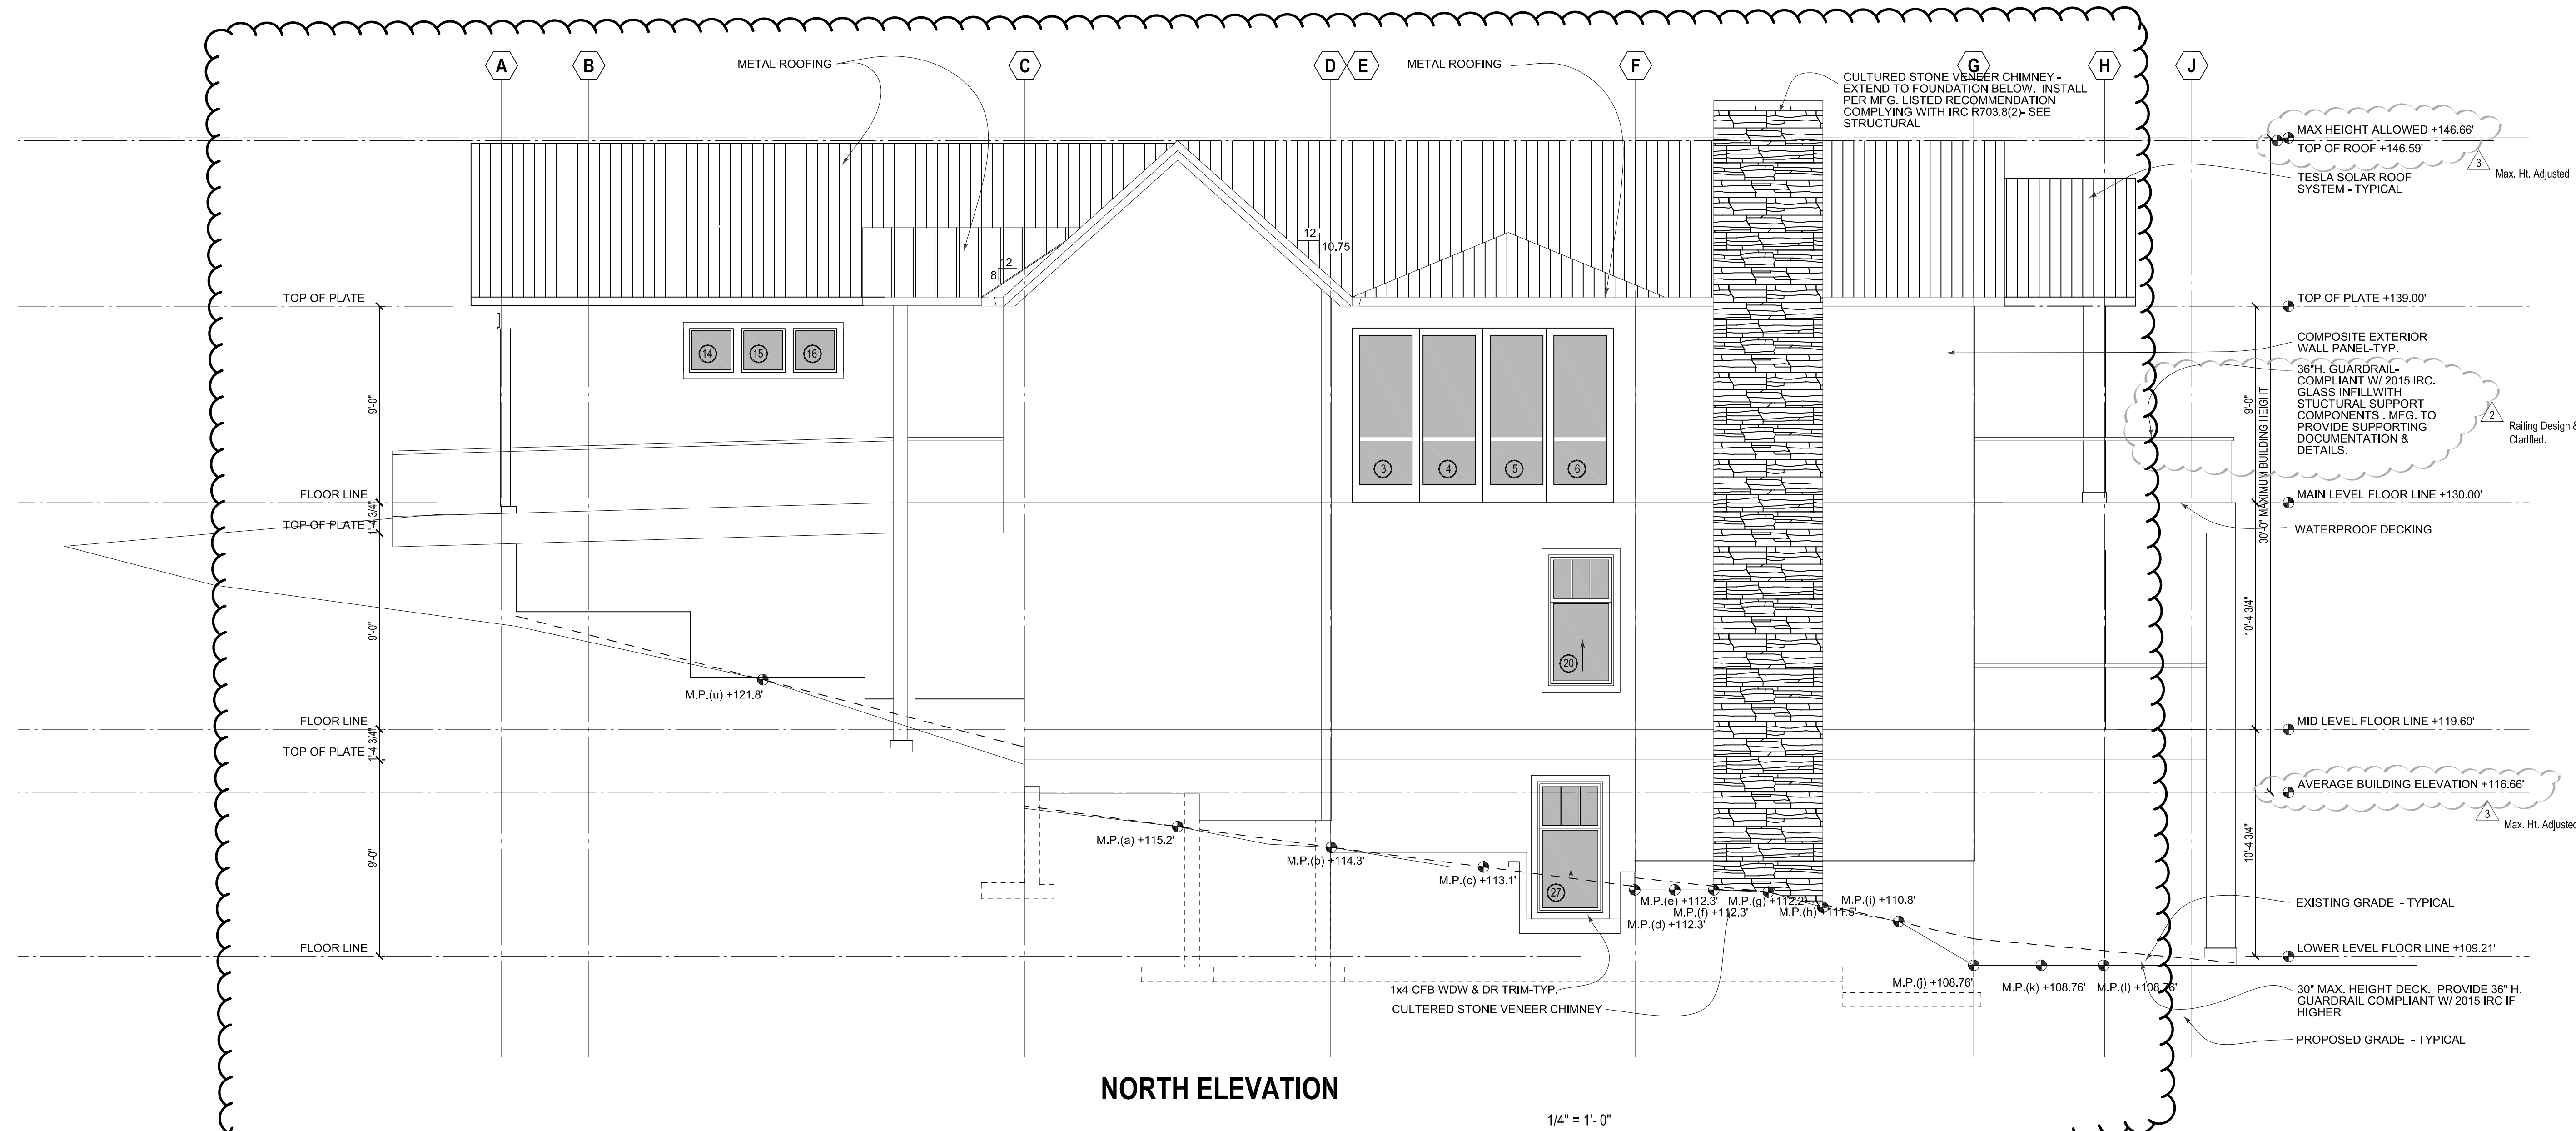 A
B
C
D
E
F
G
H
J
METAL ROOFING
METAL ROOFING
CULTURED STONE VENEER CHIMNEY -
EXTEND TO FOUNDATION BELOW. INSTALL
PER MFG. LISTED RECOMMENDATION
COMPLYING WITH IRC R703.8(2)- SEE
STRUCTURAL
MAX HEIGHT ALLOWED +146.66'
TOP OF ROOF +146.59'
3
Max. Ht. Adjusted
TESLA SOLAR ROOF
SYSTEM - TYPICAL
12
10.75
12
8
TOP OF PLATE
TOP OF PLATE +139.00'
14
15
16
COMPOSITE EXTERIOR
WALL PANEL-TYP.
36"H. GUARDRAIL-
COMPLIANT W/ 2015 IRC.
GLASS INFILLWITH
STUCTURAL SUPPORT
COMPONENTS . MFG. TO
PROVIDE SUPPORTING
DOCUMENTATION &
DETAILS.
2
Railing Design &
Clarified.
9'-0"
9'-0"
30'-0" MAXIMUM BUILDING HEIGHT
3
4
5
6
FLOOR LINE
MAIN LEVEL FLOOR LINE +130.00'
1'-4 3/4"
TOP OF PLATE
WATERPROOF DECKING
9'-0"
10'-4 3/4"
20
M.P.(u) +121.8'
FLOOR LINE
MID LEVEL FLOOR LINE +119.60'
1'-4 3/4"
TOP OF PLATE
AVERAGE BUILDING ELEVATION +116.66'
3
Max. Ht. Adjusted
9'-0"
10'-4 3/4"
M.P.(a) +115.2'
M.P.(b) +114.3'
M.P.(c) +113.1'
27
M.P.(e) +112.3'
M.P.(g) +112.2'
M.P.(i) +110.8'
M.P.(f) +112.3'
M.P.(h) +111.5'
M.P.(d) +112.3'
EXISTING GRADE - TYPICAL
FLOOR LINE
LOWER LEVEL FLOOR LINE +109.21'
M.P.(j) +108.76'
M.P.(k) +108.76'
M.P.(l) +108.76'
1x4 CFB WDW & DR TRIM-TYP.
CULTERED STONE VENEER CHIMNEY
30" MAX. HEIGHT DECK. PROVIDE 36" H.
GUARDRAIL COMPLIANT W/ 2015 IRC IF
HIGHER
PROPOSED GRADE - TYPICAL
NORTH ELEVATION
1/4" = 1'- 0"